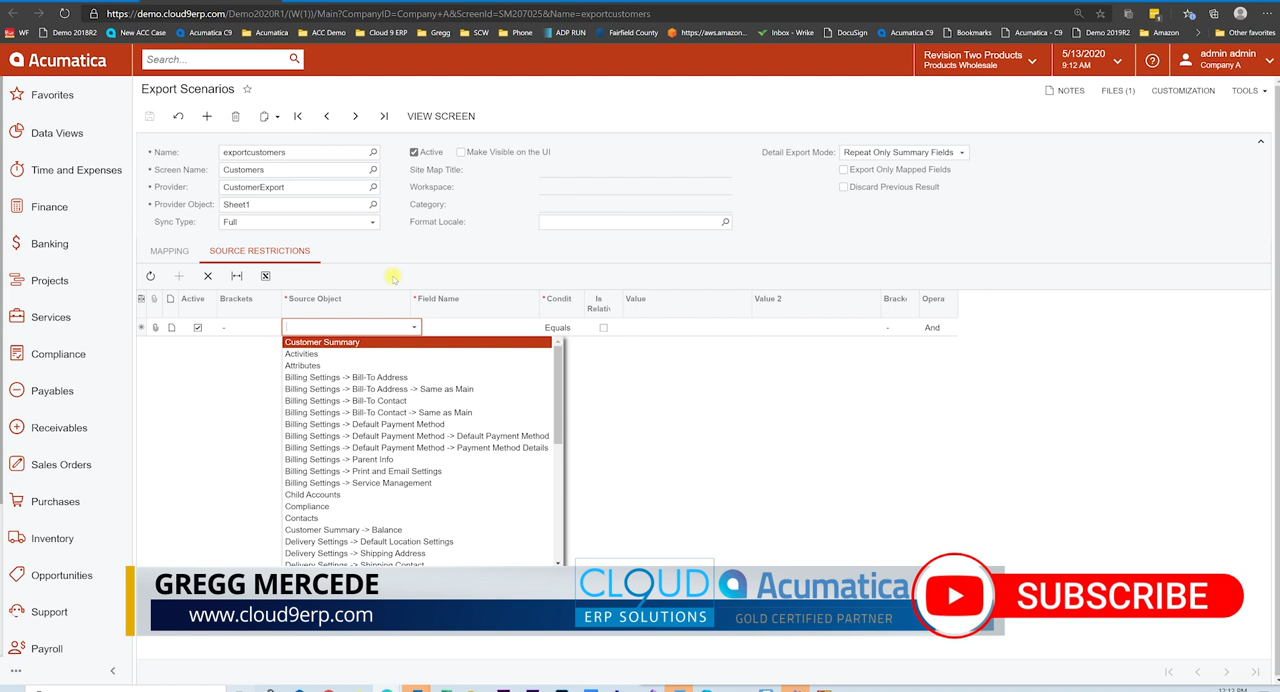 https://demo.cloud9erp.com/Demo2020R1/(W(1))/Main?CompanyID=Company+A&ScreenId=SM207025&Name=exportcustomers
WF Demo 2018R2 New ACC Case Acumatica C9 Acumatica ACC Demo Cloud 9 ERP Gregg SCW Phone ADP RUN Fairfield County https://aws.amazon... Invite - Wrike DocuSign Acumatica C9 Bookmarks Acumatica - C9 Demo 2019R2 Amazon Other favorites
Acumatica
Search...
Revision Two Products
Products Wholesale
5/13/2020
9:12 AM
admin admin
Company A
Export Scenarios
NOTES FILES (1) CUSTOMIZATION TOOLS
VIEW SCREEN
Favorites
Data Views
Time and Expenses
Finance
Banking
Projects
Services
Compliance
Payables
Receivables
Sales Orders
Purchases
Inventory
Opportunities
Support
Payroll
Name: exportcustomers
Screen Name: Customers
Provider: CustomerExport
Provider Object: Sheet1
Sync Type: Full
Active Make Visible on the UI
Site Map Title:
Workspace:
Category:
Format Locale:
Detail Export Mode: Repeat Only Summary Fields
Export Only Mapped Fields
Discard Previous Result
MAPPING SOURCE RESTRICTIONS
Active Brackets * Source Object * Field Name * Condit Is Relati Value Value 2 Brack Opera
- Equals - And
Customer Summary
Activities
Attributes
Billing Settings -> Bill-To Address
Billing Settings -> Bill-To Address -> Same as Main
Billing Settings -> Bill-To Contact
Billing Settings -> Bill-To Contact -> Same as Main
Billing Settings -> Default Payment Method
Billing Settings -> Default Payment Method -> Default Payment Method
Billing Settings -> Default Payment Method -> Payment Method Details
Billing Settings -> Parent Info
Billing Settings -> Print and Email Settings
Billing Settings -> Service Management
Child Accounts
Compliance
Contacts
Customer Summary -> Balance
Delivery Settings -> Default Location Settings
Delivery Settings -> Shipping Address
Delivery Settings -> Shipping Contact
GREGG MERCEDE
www.cloud9erp.com
CLOUD9
ERP SOLUTIONS
Acumatica
GOLD CERTIFIED PARTNER
SUBSCRIBE
12:12 PM